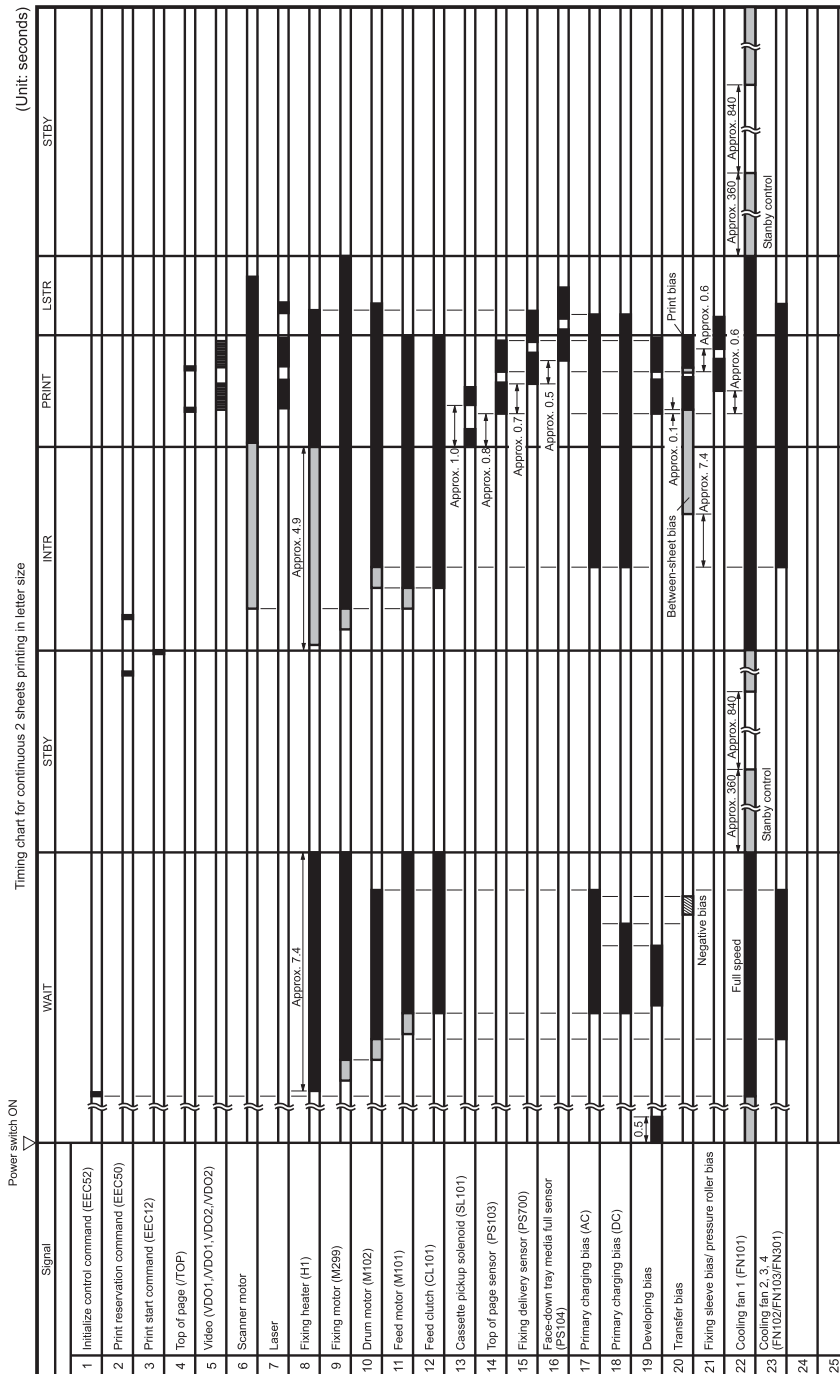 Timing chart for continuous 2 sheets printing in letter size
(Unit: seconds)
Power switch ON
Signal
WAIT
STBY
INTR
PRINT
LSTR
STBY
1 Initialize control command (EEC52)
2 Print reservation command (EEC50)
3 Print start command (EEC12)
4 Top of page (/TOP)
5 Video (VDO1,/VDO1,VDO2,/VDO2)
6 Scanner motor
7 Laser
8 Fixing heater (H1)
Approx. 7.4
Approx. 4.9
9 Fixing motor (M299)
10 Drum motor (M102)
11 Feed motor (M101)
12 Feed clutch (CL101)
13 Cassette pickup solenoid (SL101)
Approx. 1.0
14 Top of page sensor (PS103)
Approx. 0.8
15 Fixing delivery sensor (PS700)
Approx. 0.7
16 Face-down tray media full sensor
(PS104)
Approx. 0.5
17 Primary charging bias (AC)
18 Primary charging bias (DC)
19 Developing bias
0.5
20 Transfer bias
Between-sheet bias
Approx. 0.1
Print bias
21 Fixing sleeve bias/ pressure roller bias
Negative bias
Approx. 7.4
Approx. 0.6
Approx. 0.6
22 Cooling fan 1 (FN101)
Full speed
Approx. 360
Approx. 840
Approx. 360
Approx. 840
23 Cooling fan 2, 3, 4
(FN102/FN103/FN301)
Stanby control
Stanby control
24
25